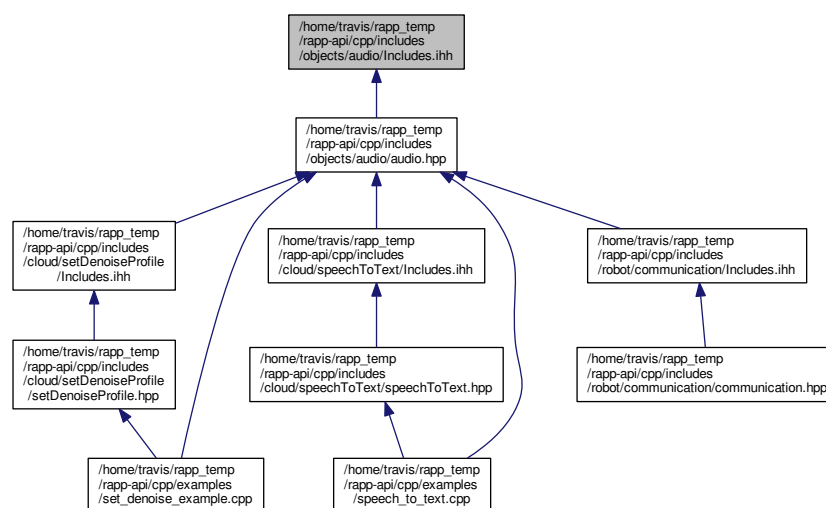 /home/travis/rapp_temp
/rapp-api/cpp/includes
/objects/audio/Includes.ihh
/home/travis/rapp_temp
/rapp-api/cpp/includes
/objects/audio/audio.hpp
/home/travis/rapp_temp
/rapp-api/cpp/includes
/cloud/setDenoiseProfile
/Includes.ihh
/home/travis/rapp_temp
/rapp-api/cpp/includes
/cloud/speechToText/Includes.ihh
/home/travis/rapp_temp
/rapp-api/cpp/includes
/robot/communication/Includes.ihh
/home/travis/rapp_temp
/rapp-api/cpp/includes
/cloud/setDenoiseProfile
/setDenoiseProfile.hpp
/home/travis/rapp_temp
/rapp-api/cpp/includes
/cloud/speechToText/speechToText.hpp
/home/travis/rapp_temp
/rapp-api/cpp/includes
/robot/communication/communication.hpp
/home/travis/rapp_temp
/rapp-api/cpp/examples
/set_denoise_example.cpp
/home/travis/rapp_temp
/rapp-api/cpp/examples
/speech_to_text.cpp